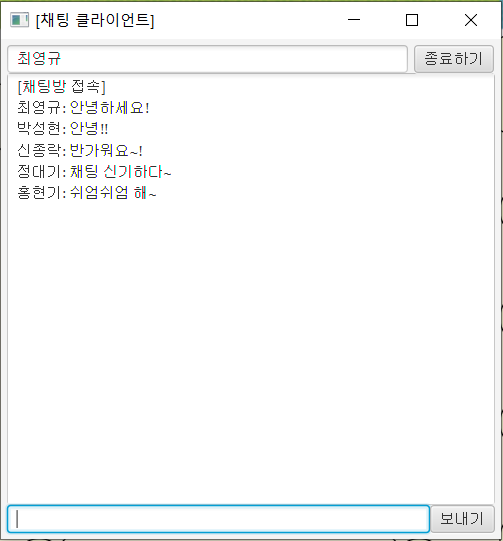 [채팅 클라이언트]
최영규 종료하기
[채팅방 접속]
최영규: 안녕하세요!
박성현: 안녕!!
신종락: 반가워요~!
정대기: 채팅 신기하다~
홍현기: 쉬엄쉬엄 해~
보내기